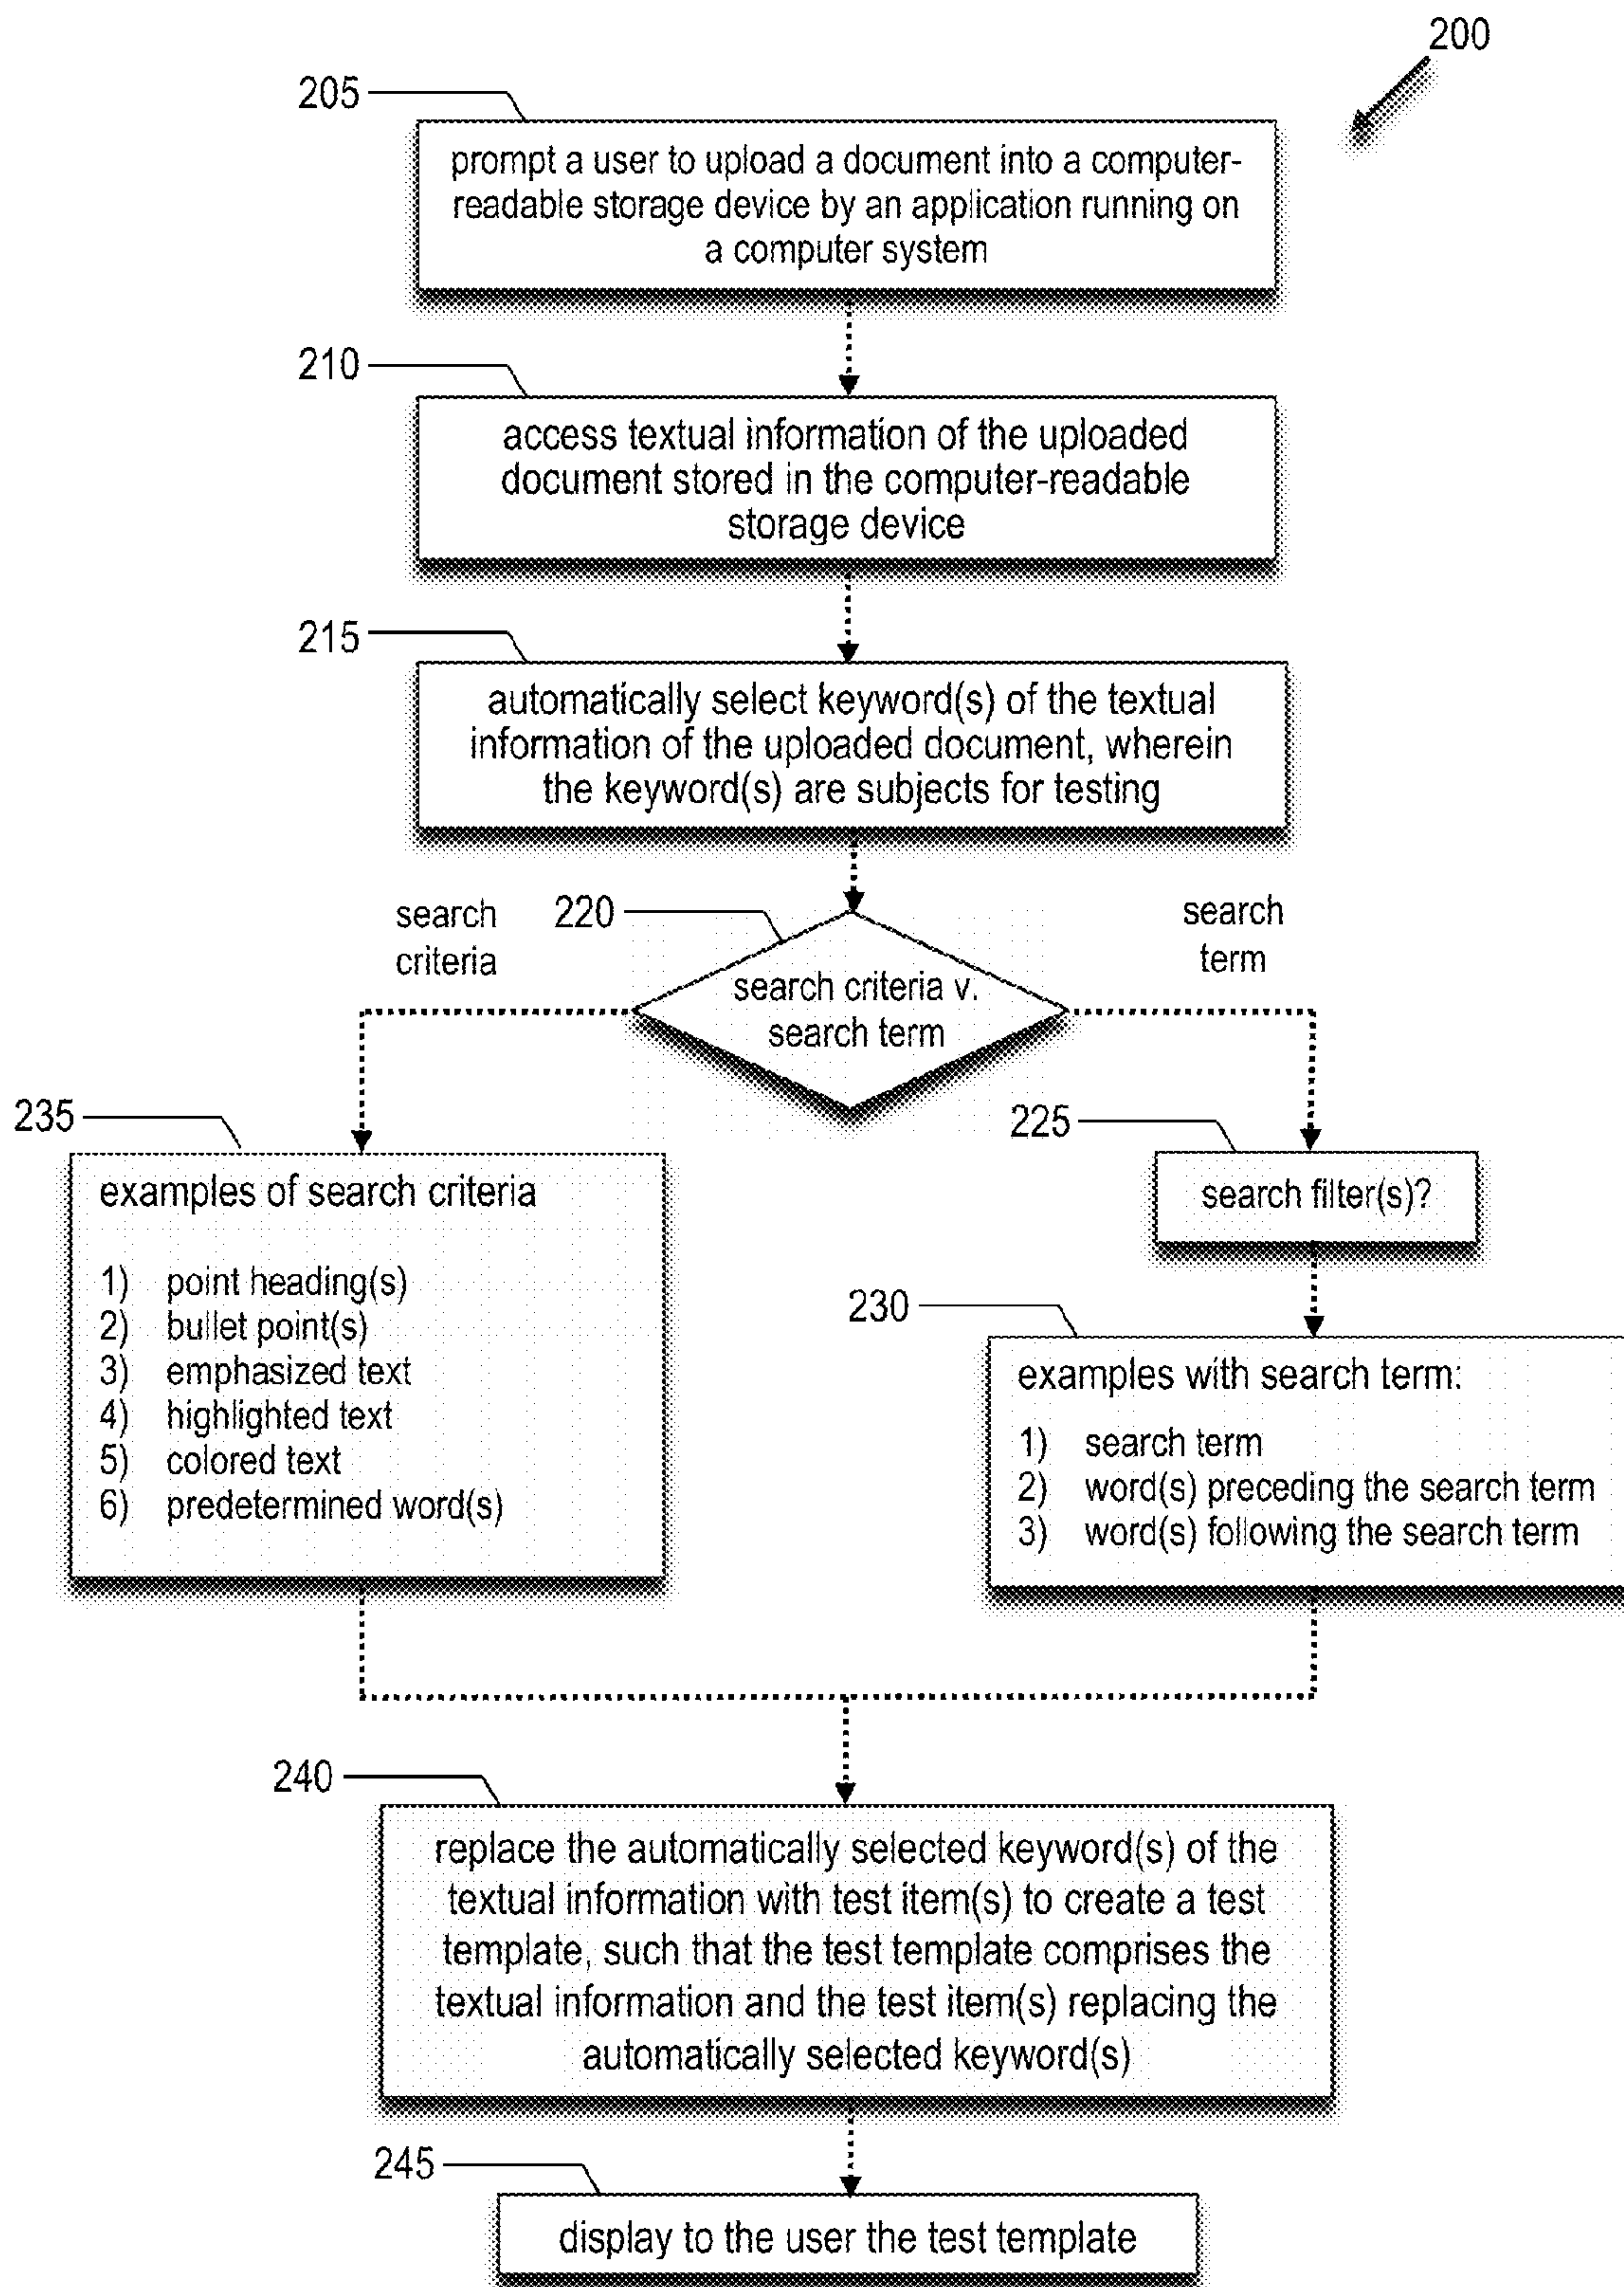 200
205
prompt a user to upload a document into a computer-
readable storage device by an application running on
a computer system
210
access textual information of the uploaded
document stored in the computer-readable
storage device
215
automatically select keyword(s) of the textual
information of the uploaded document, wherein
the keyword(s) are subjects for testing
search
criteria
220
search criteria v.
search term
search
term
235
examples of search criteria
1) point heading(s)
2) bullet point(s)
3) emphasized text
4) highlighted text
5) colored text
6) predetermined word(s)
225
search filter(s)?
230
examples with search term:
1) search term
2) word(s) preceding the search term
3) word(s) following the search term
240
replace the automatically selected keyword(s) of the
textual information with test item(s) to create a test
template, such that the test template comprises the
textual information and the test item(s) replacing the
automatically selected keyword(s)
245
display to the user the test template